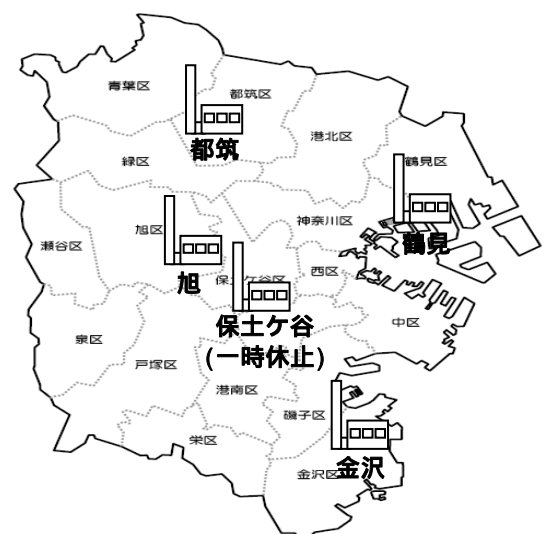 青葉区
都筑区
都筑
港北区
緑区
鶴見区
鶴見
神奈川区
旭区
旭
瀬谷区
保土ケ谷区
保土ケ谷
(一時休止)
西区
中区
泉区
戸塚区
港南区
磯子区
栄区
金沢区
金沢